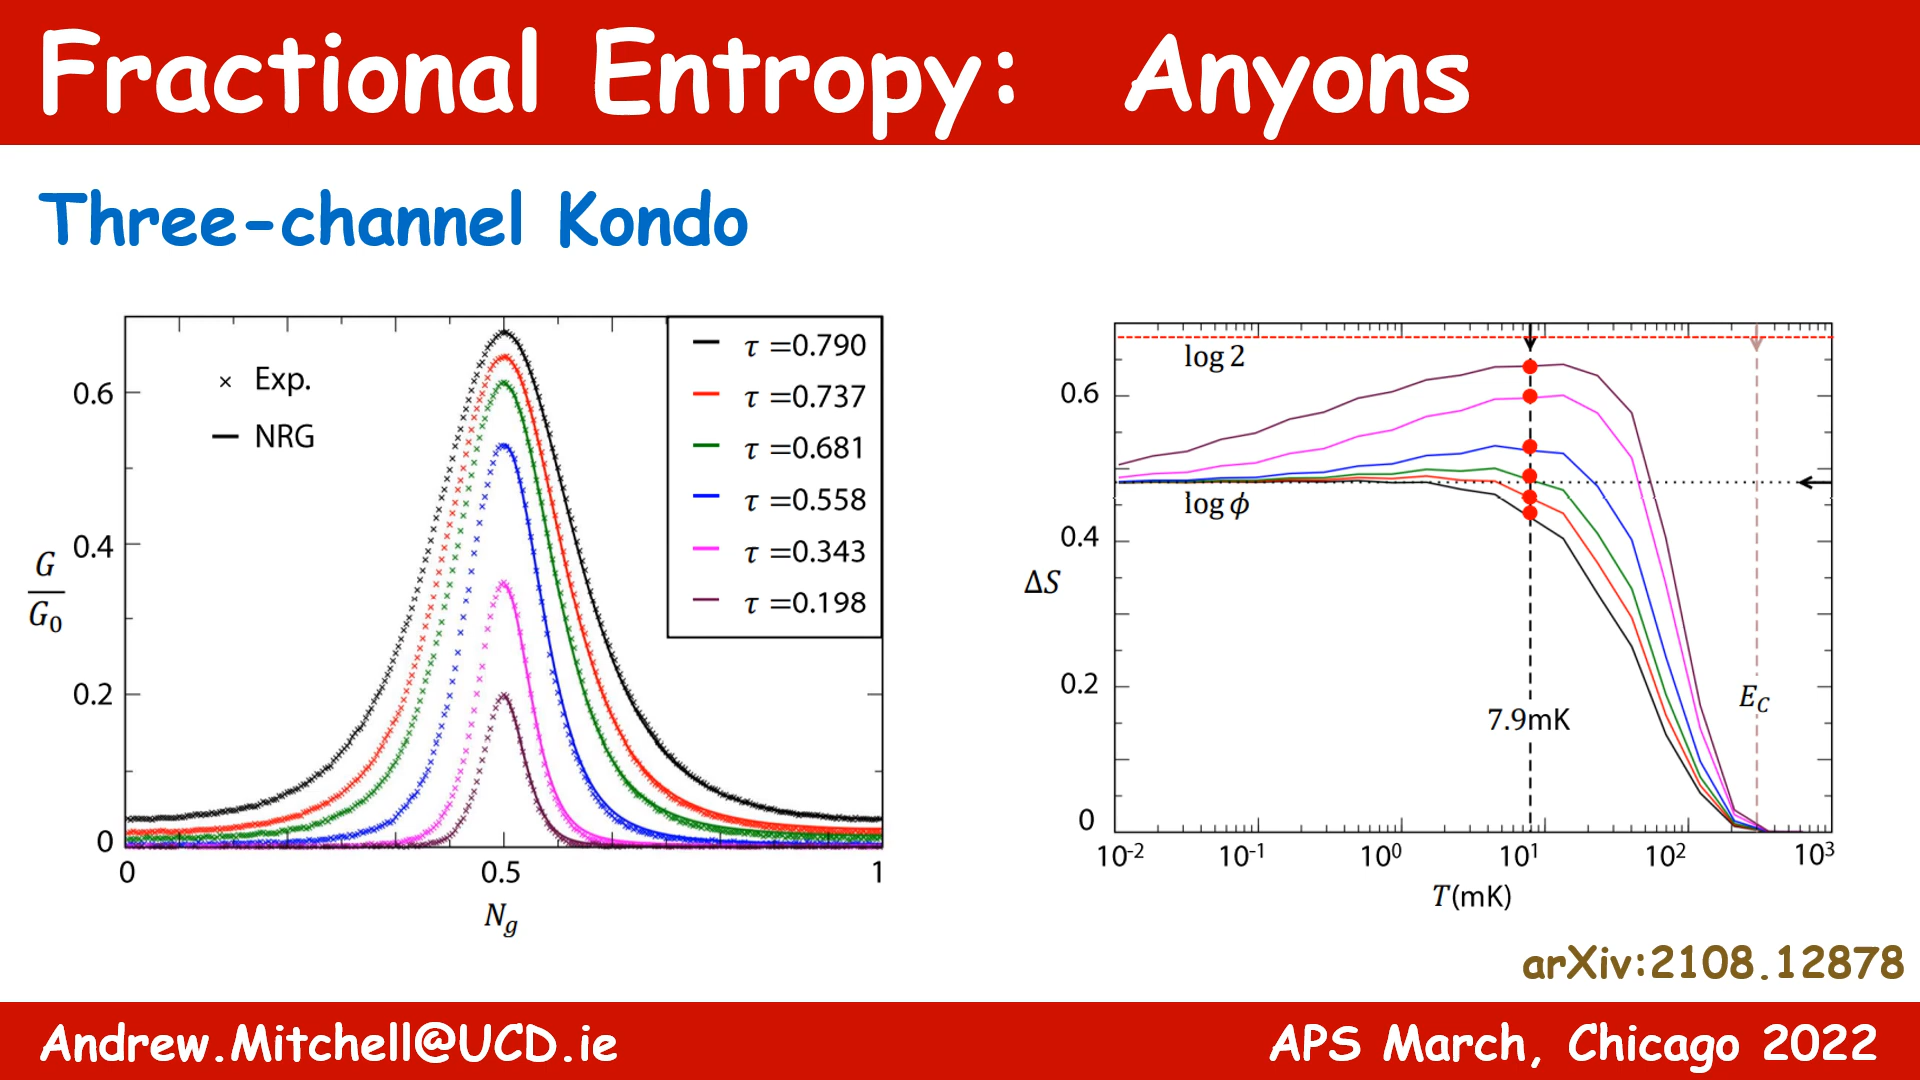 Fractional Entropy: Anyons
Three-channel Kondo
× Exp.
— NRG
τ =0.790
τ =0.737
τ =0.681
τ =0.558
τ =0.343
τ =0.198
G
G₀
0.6
0.4
0.2
0
0
0.5
1
N_g
log 2
log ϕ
ΔS
0.6
0.4
0.2
0
7.9mK
E_C
10⁻²
10⁻¹
10⁰
10¹
10²
10³
T(mK)
arXiv:2108.12878
Andrew.Mitchell@UCD.ie
APS March, Chicago 2022